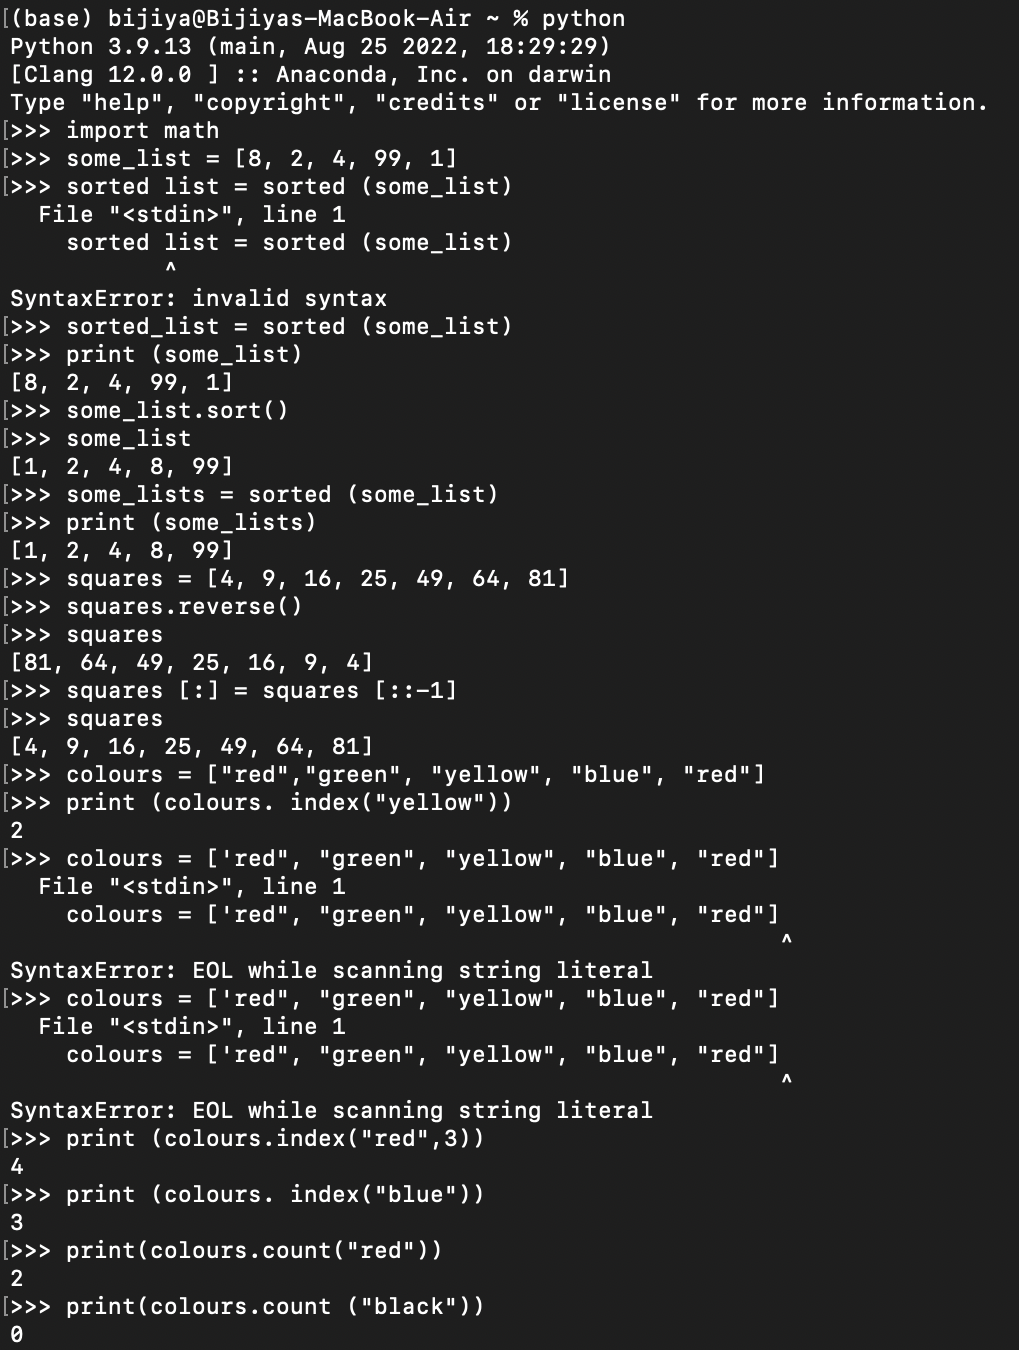 [(base) bijiya@Bijiyas-MacBook-Air ~ % python
Python 3.9.13 (main, Aug 25 2022, 18:29:29)
[Clang 12.0.0 ] :: Anaconda, Inc. on darwin
Type "help", "copyright", "credits" or "license" for more information.
[>>> import math
[>>> some_list = [8, 2, 4, 99, 1]
[>>> sorted list = sorted (some_list)
  File "<stdin>", line 1
    sorted list = sorted (some_list)
           ^
SyntaxError: invalid syntax
[>>> sorted_list = sorted (some_list)
[>>> print (some_list)
[8, 2, 4, 99, 1]
[>>> some_list.sort()
[>>> some_list
[1, 2, 4, 8, 99]
[>>> some_lists = sorted (some_list)
[>>> print (some_lists)
[1, 2, 4, 8, 99]
[>>> squares = [4, 9, 16, 25, 49, 64, 81]
[>>> squares.reverse()
[>>> squares
[81, 64, 49, 25, 16, 9, 4]
[>>> squares [:] = squares [::-1]
[>>> squares
[4, 9, 16, 25, 49, 64, 81]
[>>> colours = ["red","green", "yellow", "blue", "red"]
[>>> print (colours. index("yellow"))
2
[>>> colours = ['red", "green", "yellow", "blue", "red"]
  File "<stdin>", line 1
    colours = ['red", "green", "yellow", "blue", "red"]
                                                       ^
SyntaxError: EOL while scanning string literal
[>>> colours = ['red", "green", "yellow", "blue", "red"]
  File "<stdin>", line 1
    colours = ['red", "green", "yellow", "blue", "red"]
                                                       ^
SyntaxError: EOL while scanning string literal
[>>> print (colours.index("red",3))
4
[>>> print (colours. index("blue"))
3
[>>> print(colours.count("red"))
2
[>>> print(colours.count ("black"))
0